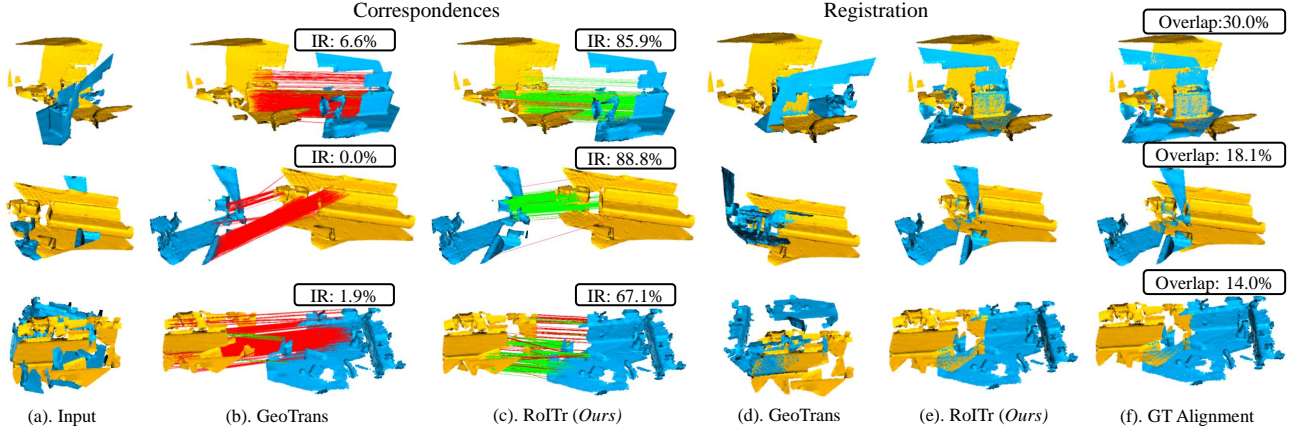 Correspondences Registration
IR: 6.6% IR: 85.9% Overlap:30.0%
IR: 0.0% IR: 88.8% Overlap: 18.1%
IR: 1.9% IR: 67.1% Overlap: 14.0%
(a). Input (b). GeoTrans (c). RoITr (Ours) (d). GeoTrans (e). RoITr (Ours) (f). GT Alignment